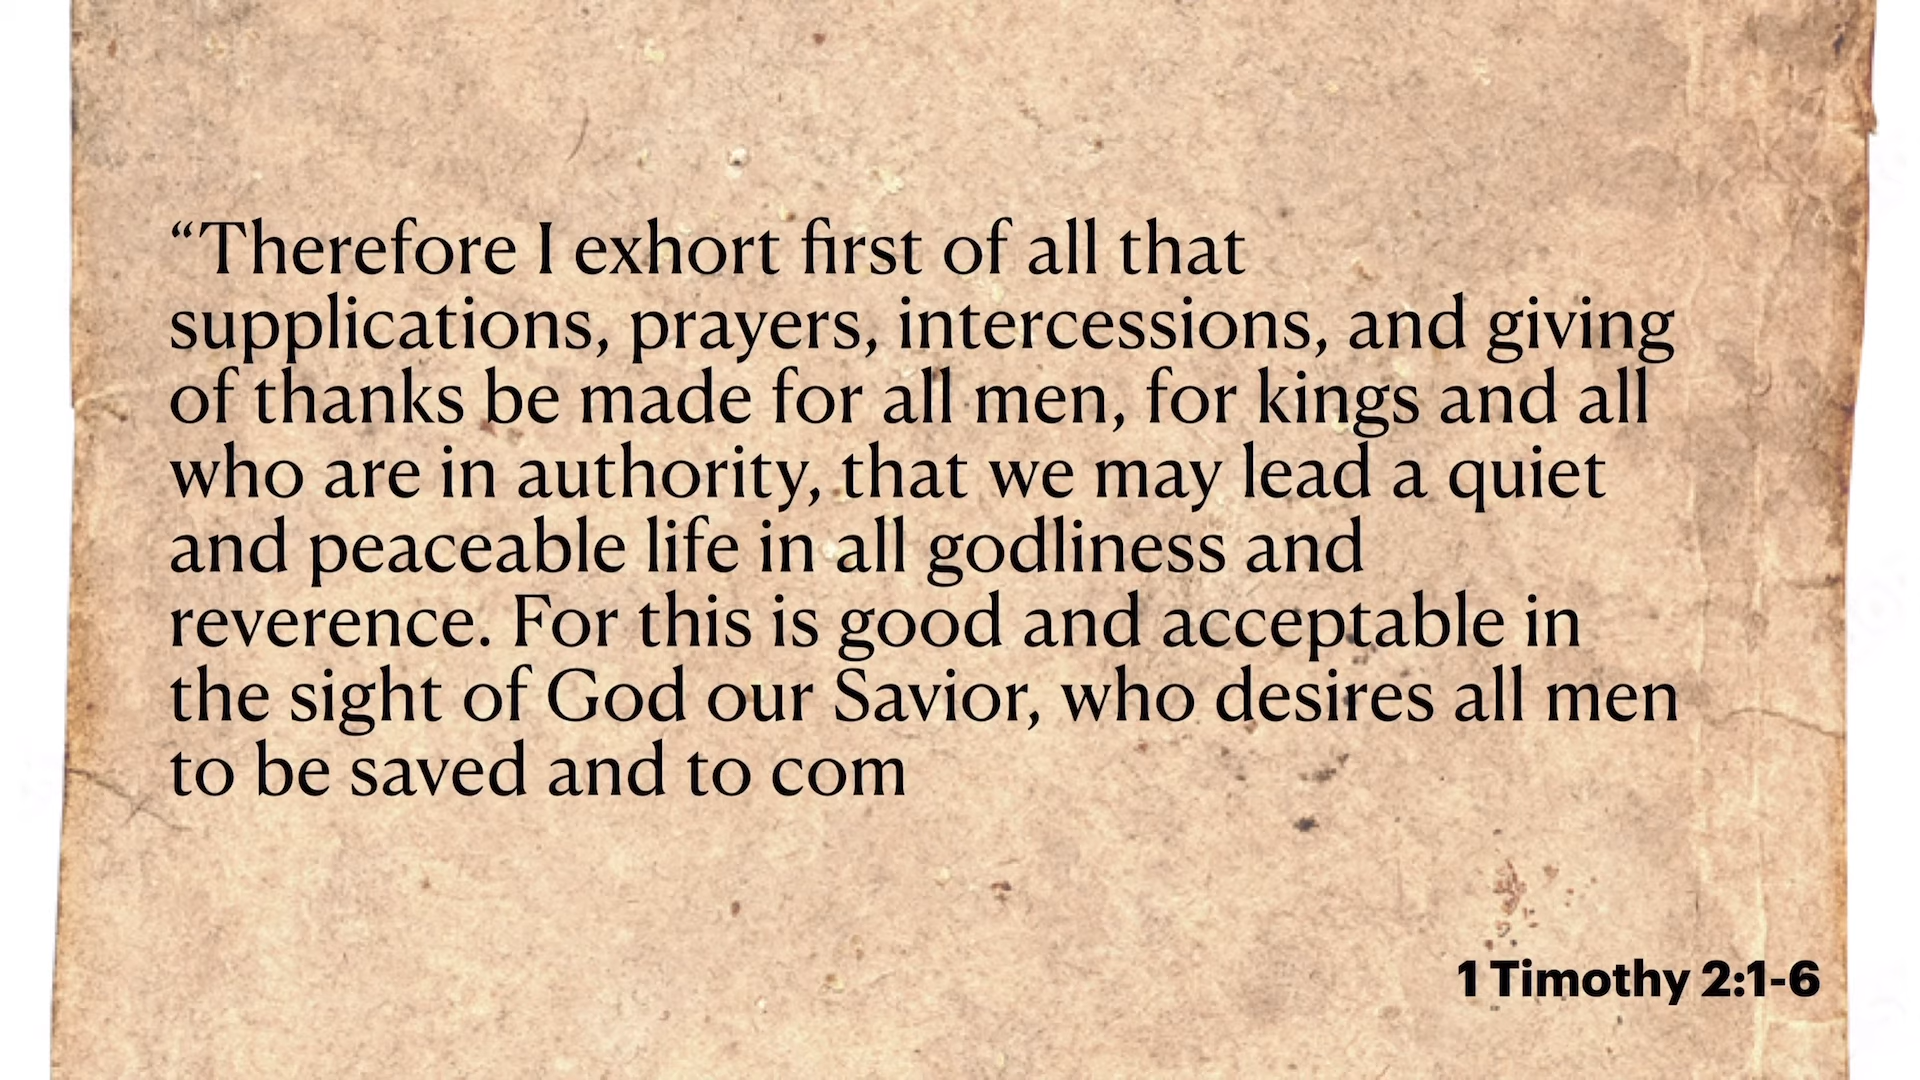 “Therefore I exhort first of all that
supplications, prayers, intercessions, and giving
of thanks be made for all men, for kings and all
who are in authority, that we may lead a quiet
and peaceable life in all godliness and
reverence. For this is good and acceptable in
the sight of God our Savior, who desires all men
to be saved and to com
1 Timothy 2:1-6